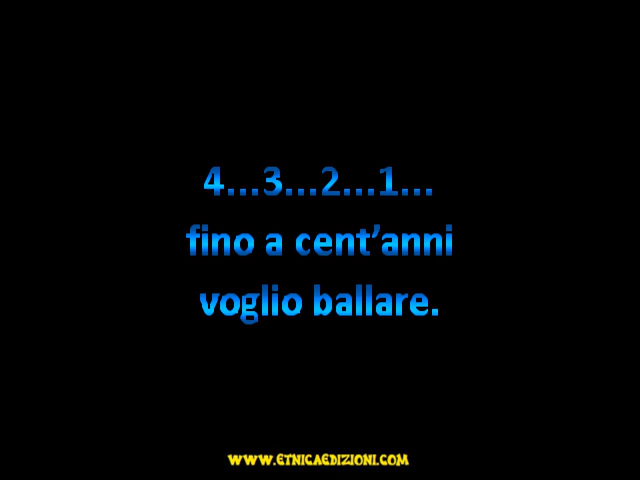 4...3...2...1...
fino a cent’anni
voglio ballare.
WWW.ETNICAEDIZIONI.COM